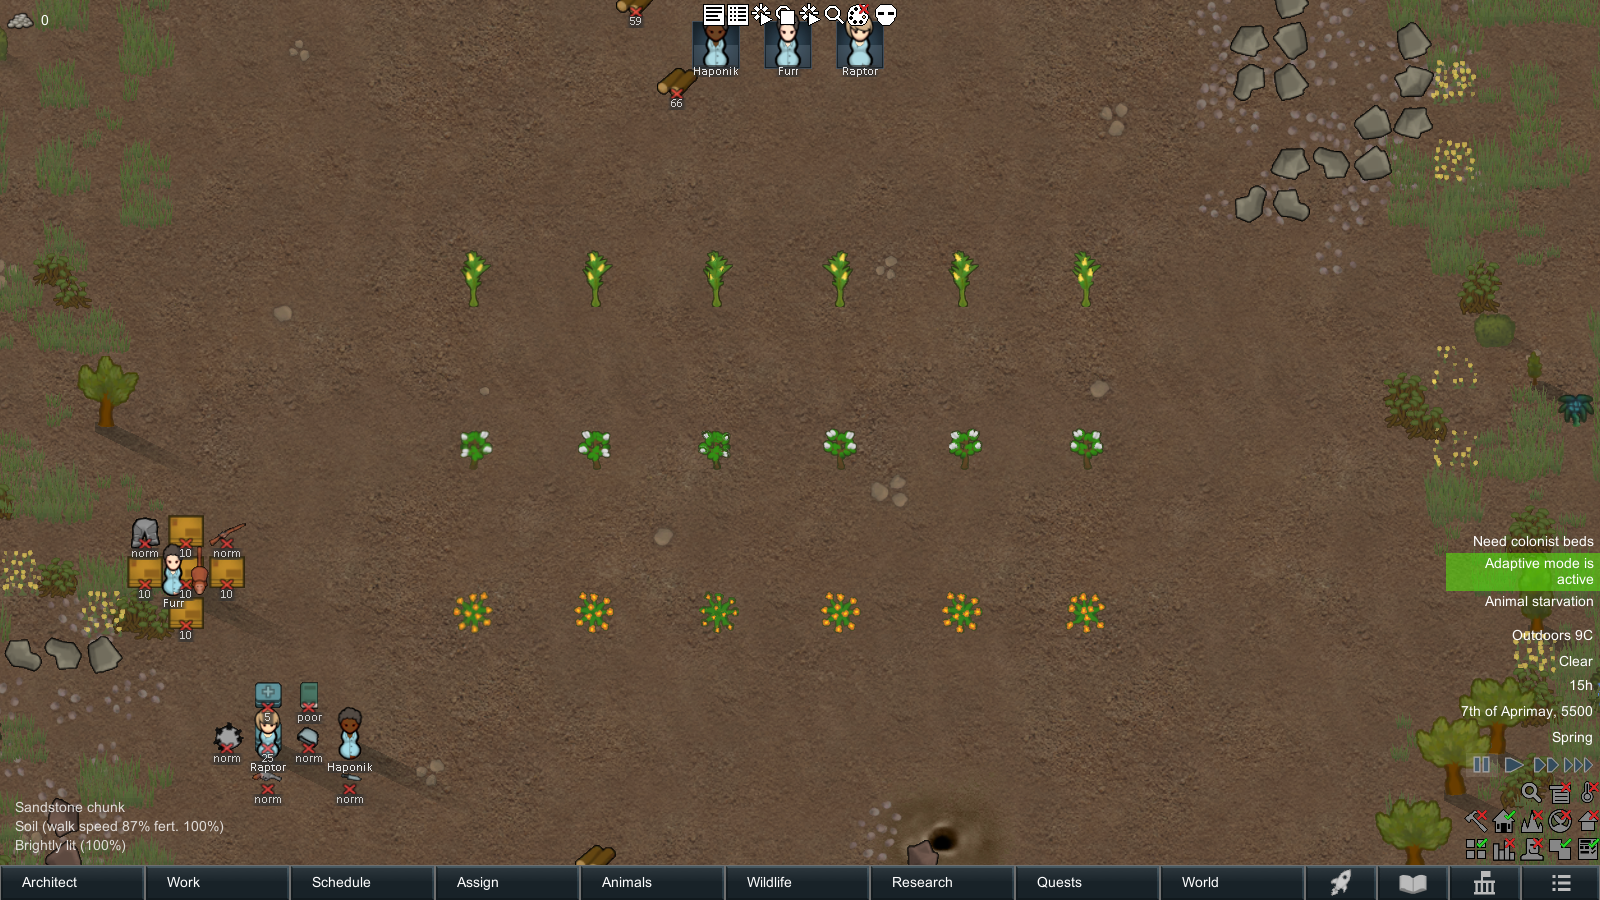 0
59
Haponik
Furr
Raptor
66
Need colonist beds
Adaptive mode is
active
Animal starvation
Outdoors 9C
Clear
15h
7th of Aprimay, 5500
Spring
norm
10
norm
10
10
10
Furr
10
5
poor
norm
25
norm
Raptor
Haponik
norm
norm
Sandstone chunk
Soil (walk speed 87% fert. 100%)
Brightly lit (100%)
Architect
Work
Schedule
Assign
Animals
Wildlife
Research
Quests
World